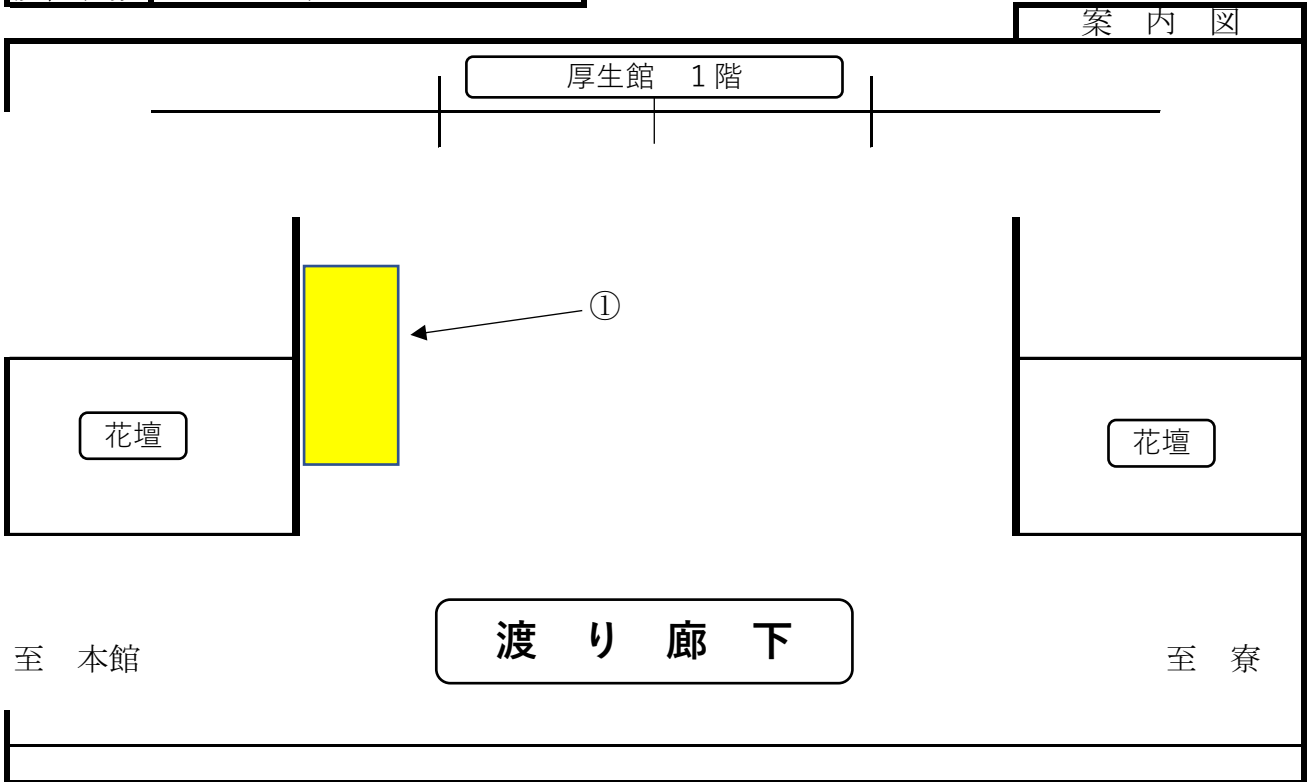 案 内 図
厚生館 1階
①
花壇
花壇
渡 り 廊 下
至 本館
至 寮